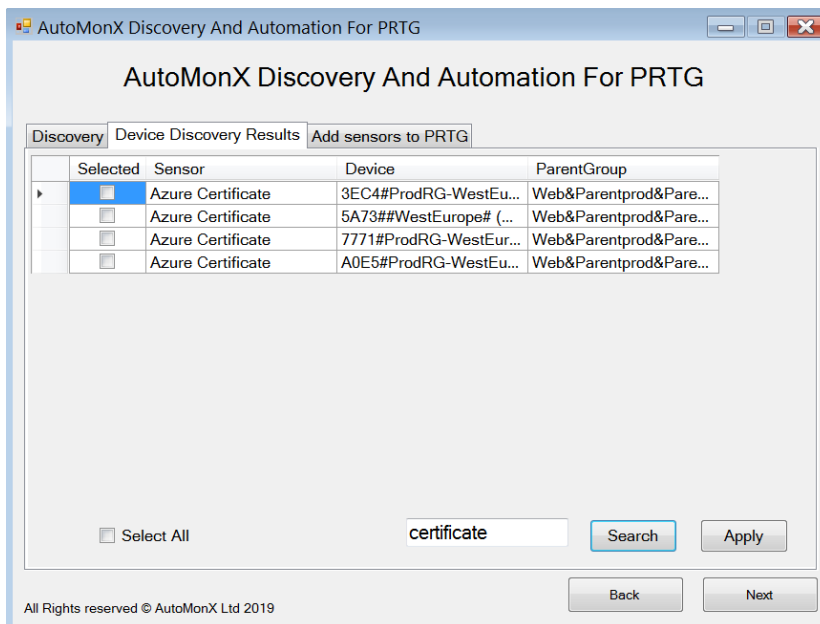 AutoMonX Discovery And Automation For PRTG
AutoMonX Discovery And Automation For PRTG
Discovery Device Discovery Results Add sensors to PRTG
Selected Sensor Device ParentGroup
Azure Certificate 3EC4#ProdRG-WestEu... Web&Parentprod&Pare...
Azure Certificate 5A73##WestEurope# (... Web&Parentprod&Pare...
Azure Certificate 7771#ProdRG-WestEur... Web&Parentprod&Pare...
Azure Certificate A0E5#ProdRG-WestEu... Web&Parentprod&Pare...
Select All certificate Search Apply
Back Next
All Rights reserved © AutoMonX Ltd 2019